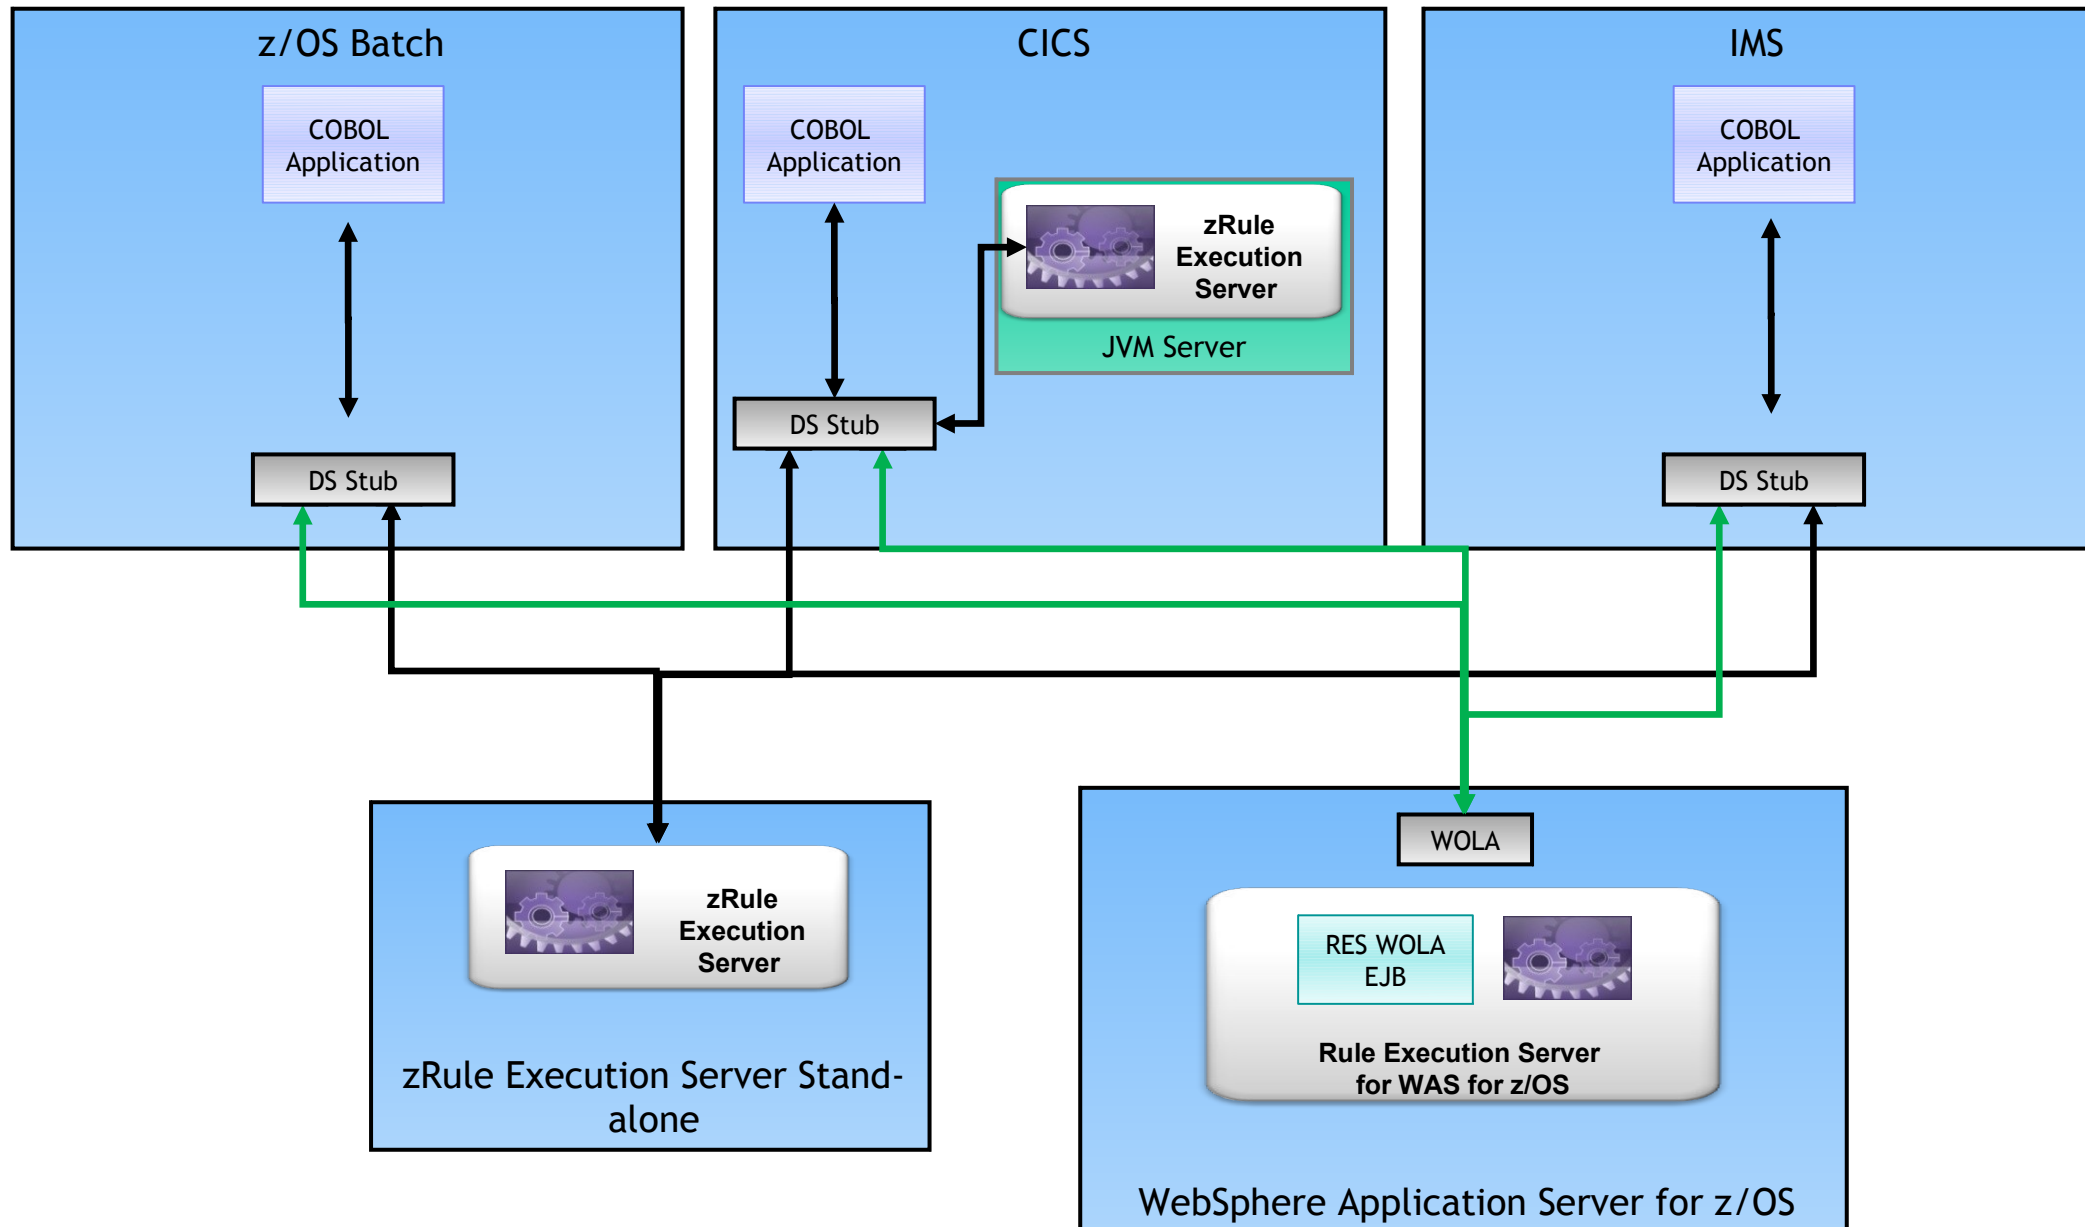 z/OS Batch
COBOL
Application
DS Stub
CICS
COBOL
Application
zRule
Execution
Server
JVM Server
DS Stub
IMS
COBOL
Application
DS Stub
zRule
Execution
Server
zRule Execution Server Stand-
alone
WOLA
RES WOLA
EJB
Rule Execution Server
for WAS for z/OS
WebSphere Application Server for z/OS